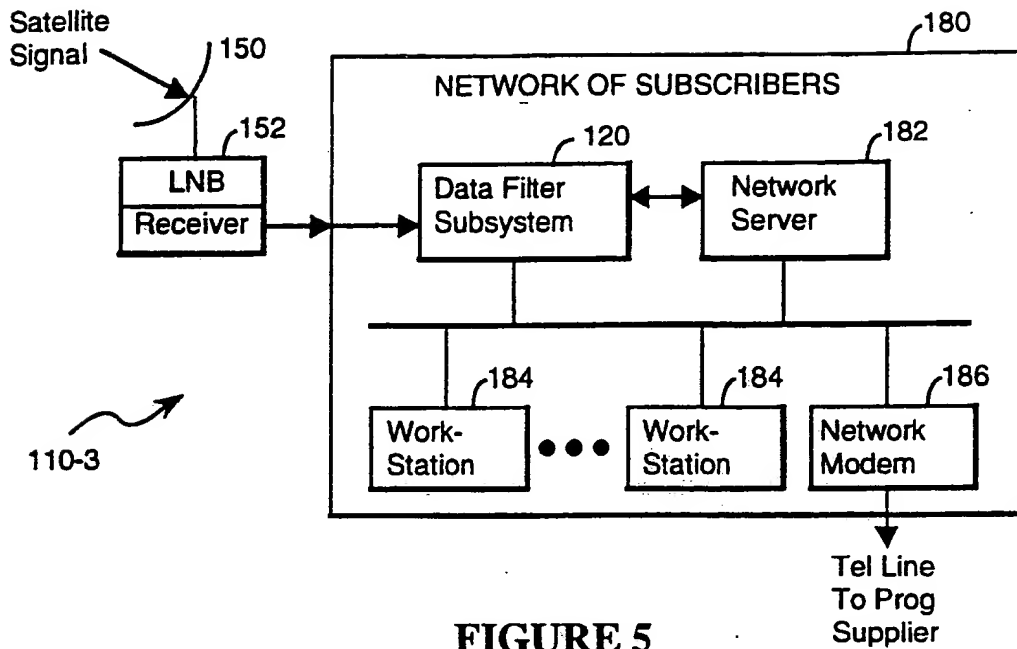 Satellite
Signal
150
180
NETWORK OF SUBSCRIBERS
152
120
182
LNB
Receiver
Data Filter
Subsystem
Network
Server
184
184
186
Work-
Station
Work-
Station
Network
Modem
110-3
Tel Line
To Prog
Supplier
FIGURE 5